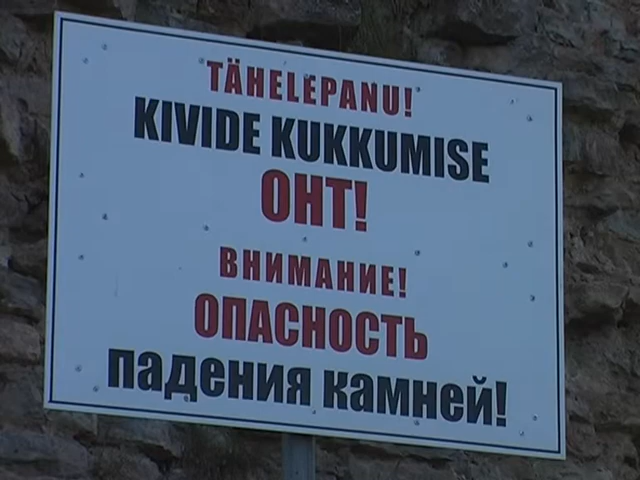 TÄHELEPANU!
KIVIDE KUKKUMISE
OHT!
ВНИМАНИЕ!
ОПАСНОСТЬ
падения камней!